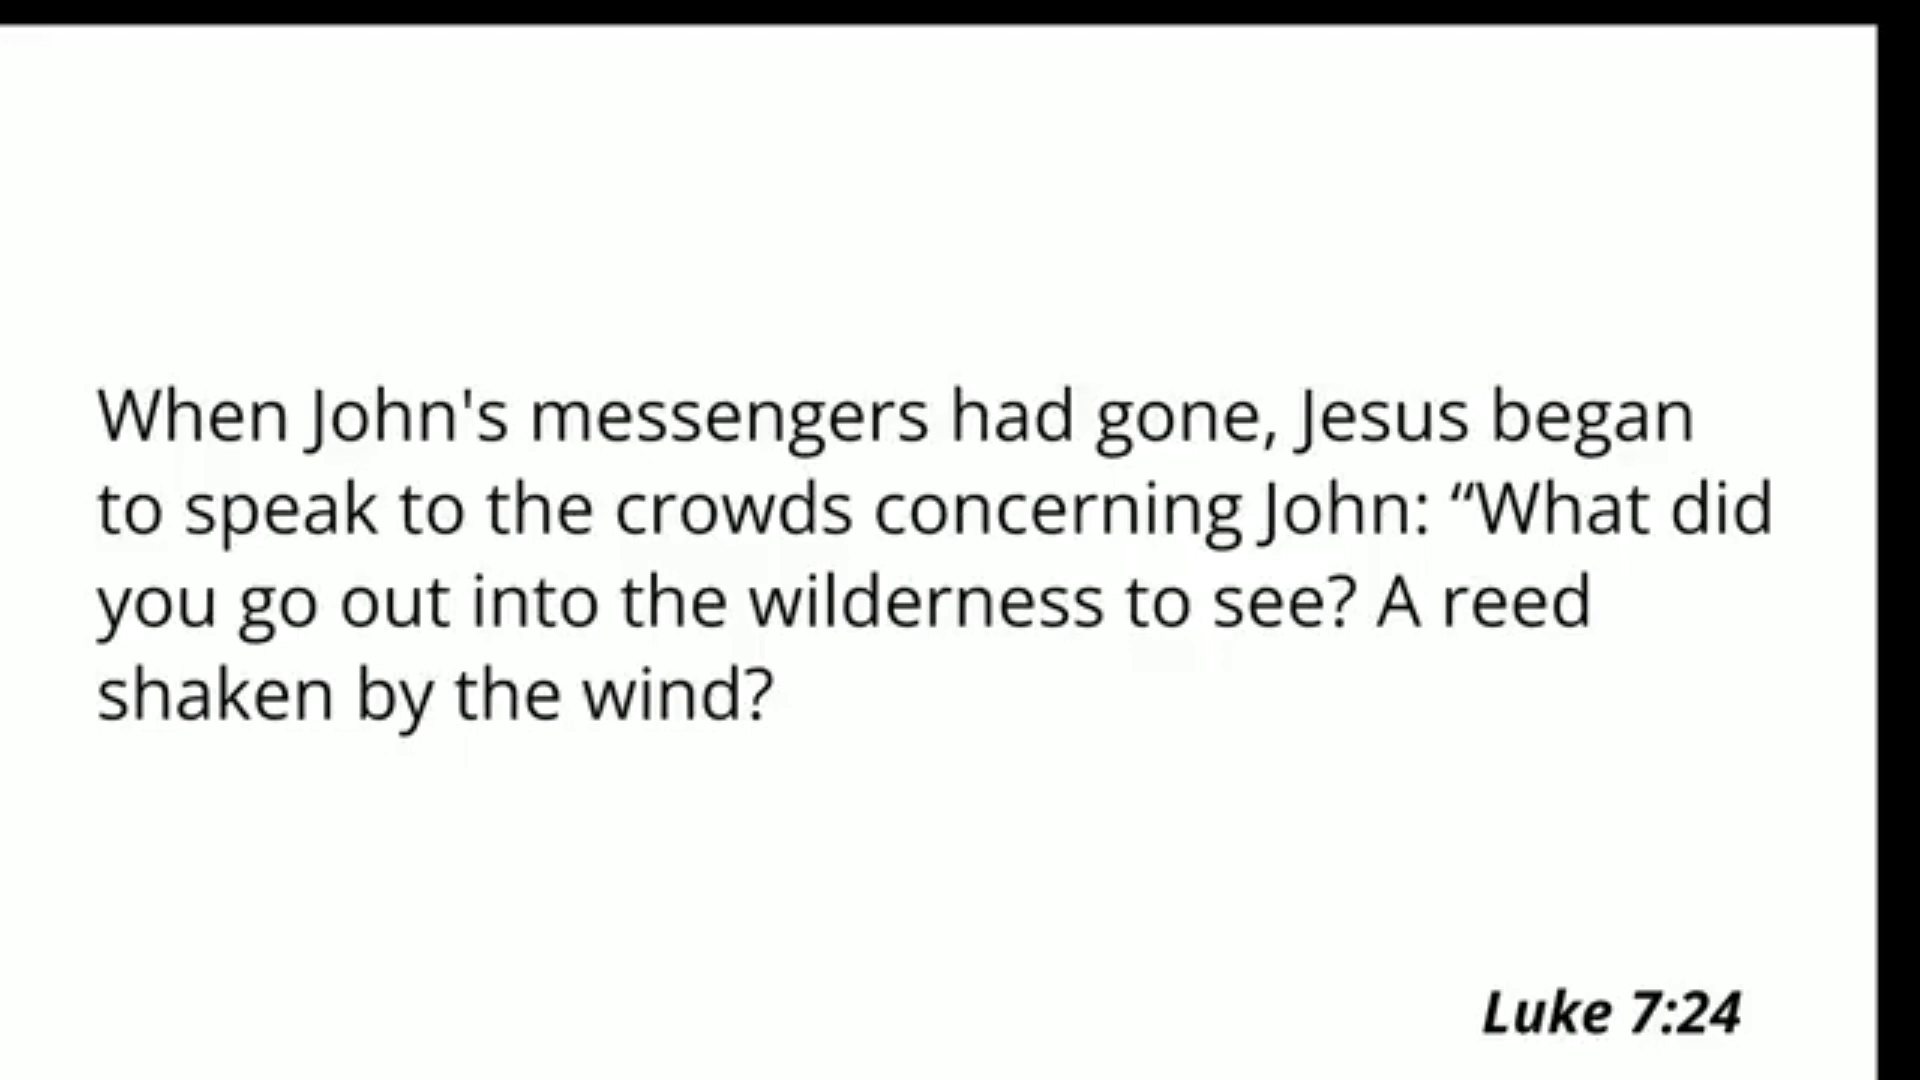 When John's messengers had gone, Jesus began
to speak to the crowds concerning John: “What did
you go out into the wilderness to see? A reed
shaken by the wind?
Luke 7:24